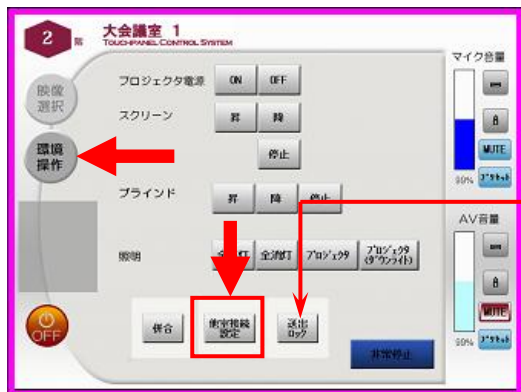 2
階
大会議室 1
TOUCH-PANEL CONTROL SYSTEM
マイク音量
映像
選択
環境
操作
プロジェクタ電源
ON
OFF
スクリーン
昇
降
停止
MUTE
99%
ブラインド
昇
降
停止
AV音量
照明
全消灯
プロジェクタ
プロジェクタ
(ダウンライト)
MUTE
99%
OFF
併合
他室接続
設定
送出
ロック
非常停止